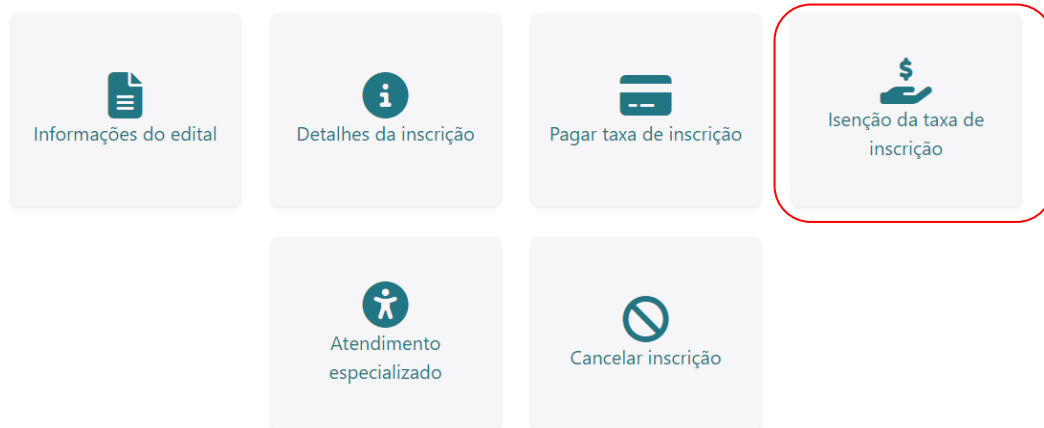 Informações do edital
Detalhes da inscrição
Pagar taxa de inscrição
Isenção da taxa de
inscrição
Atendimento
especializado
Cancelar inscrição